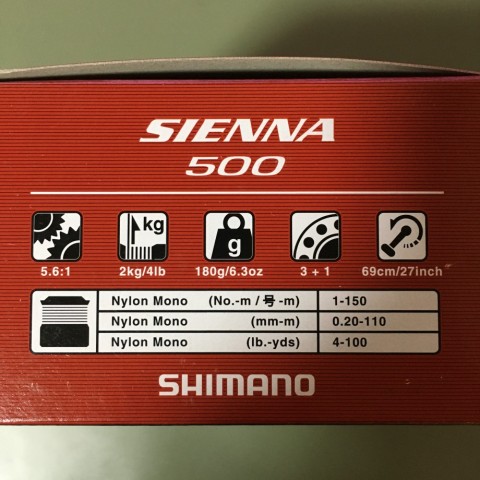 SIENNA
500
kg
g
5.6:1 2kg/4lb 180g/6.3oz 3 + 1 69cm/27inch
Nylon Mono (No.-m / 号-m) 1-150
Nylon Mono (mm-m) 0.20-110
Nylon Mono (lb.-yds) 4-100
SHIMANO